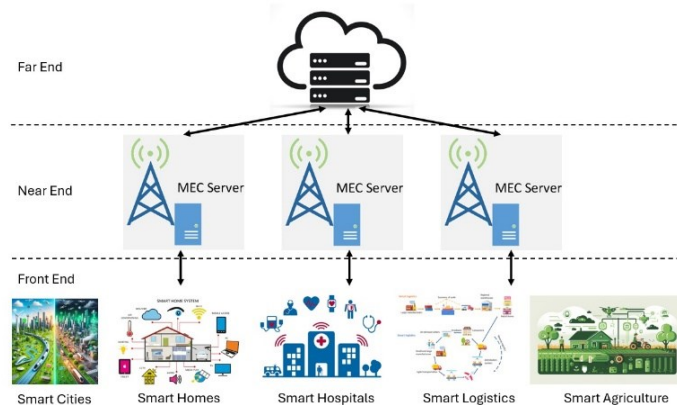 Far End
Near End
MEC Server
MEC Server
MEC Server
Front End
SMART HOME SYSTEM
Smart Cities
Smart Homes
Smart Hospitals
Smart Logistics
Smart Agriculture